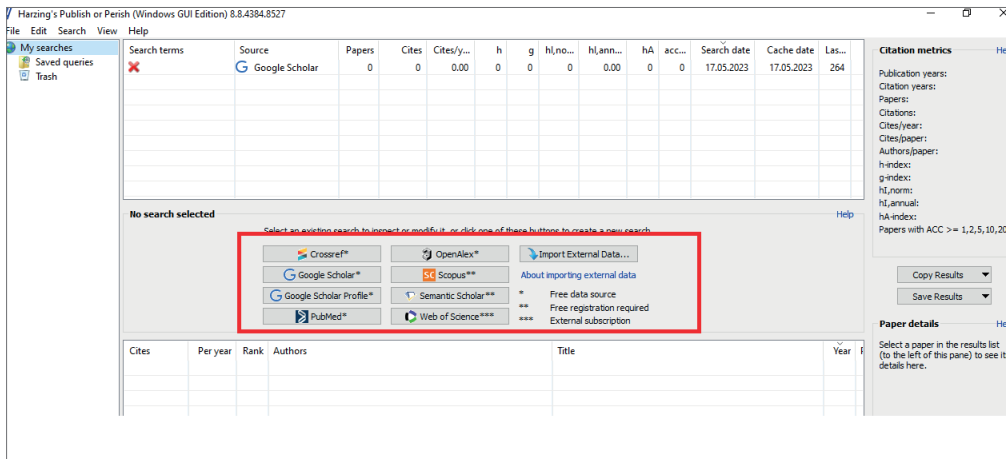 Harzing's Publish or Perish (Windows GUI Edition) 8.8.4384.8527
File Edit Search View Help
My searches
Saved queries
Trash
Search terms Source Papers Cites Cites/y... h g hI,no... hI,ann... hA acc... Search date Cache date Las...
Google Scholar 0 0 0.00 0 0 0 0.00 0 0 17.05.2023 17.05.2023 264
No search selected Help
Select an existing search to inspect or modify it, or click one of these buttons to create a new search
Crossref* OpenAlex* Import External Data...
Google Scholar* Scopus** About importing external data
Google Scholar Profile* Semantic Scholar** * Free data source
** Free registration required
PubMed* Web of Science*** *** External subscription
Cites Per year Rank Authors Title Year
Citation metrics
Publication years:
Citation years:
Papers:
Citations:
Cites/year:
Cites/paper:
Authors/paper:
h-index:
g-index:
hI,norm:
hI,annual:
hA-index:
Papers with ACC >= 1,2,5,10,20
Copy Results
Save Results
Paper details
Select a paper in the results list
(to the left of this pane) to see it
details here.